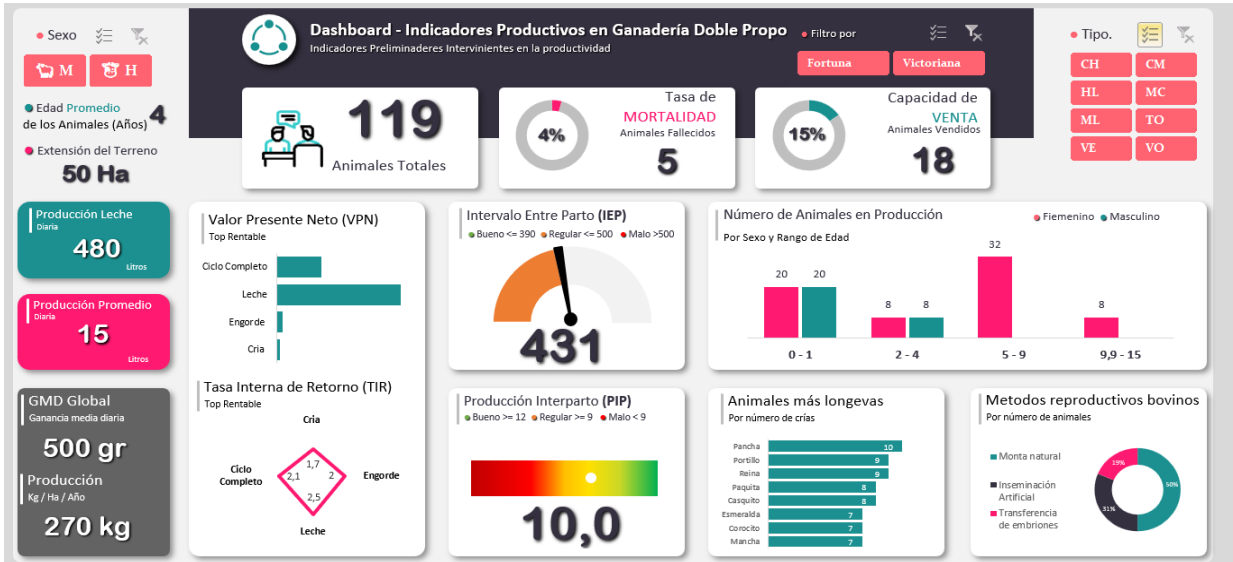 Sexo
M
H
Edad Promedio
de los Animales (Años)
4
Extensión del Terreno
50 Ha
Dashboard - Indicadores Productivos en Ganadería Doble Propo
Indicadores Preliminaderes Intervinientes en la productividad
Filtro por
Fortuna
Victoriana
Tipo.
CH
CM
HL
MC
ML
TO
VE
VO
119
Animales Totales
4%
Tasa de
MORTALIDAD
Animales Fallecidos
5
15%
Capacidad de
VENTA
Animales Vendidos
18
Producción Leche
Diaria
480
Litros
Producción Promedio
Diaria
15
Litros
GMD Global
Ganancia media diaria
500 gr
Producción
Kg / Ha / Año
270 kg
Valor Presente Neto (VPN)
Top Rentable
Ciclo Completo
Leche
Engorde
Cria
Tasa Interna de Retorno (TIR)
Top Rentable
Cria
1,7
Ciclo
Completo
2,1
2
Engorde
2,5
Leche
Intervalo Entre Parto (IEP)
Bueno <= 390 Regular <= 500 Malo >500
431
Producción Interparto (PIP)
Bueno >= 12 Regular >= 9 Malo < 9
10,0
Número de Animales en Producción
Fiemenino Masculino
Por Sexo y Rango de Edad
20
20
8
8
32
8
0 - 1
2 - 4
5 - 9
9,9 - 15
Animales más longevas
Por número de crías
Pancha 10
Portillo 9
Reina 9
Paquita 8
Casquito 8
Esmeralda 7
Corocito 7
Mancha 7
Metodos reproductivos bovinos
Por número de animales
Monta natural
Inseminación
Artificial
Transferencia
de embriones
19%
50%
31%